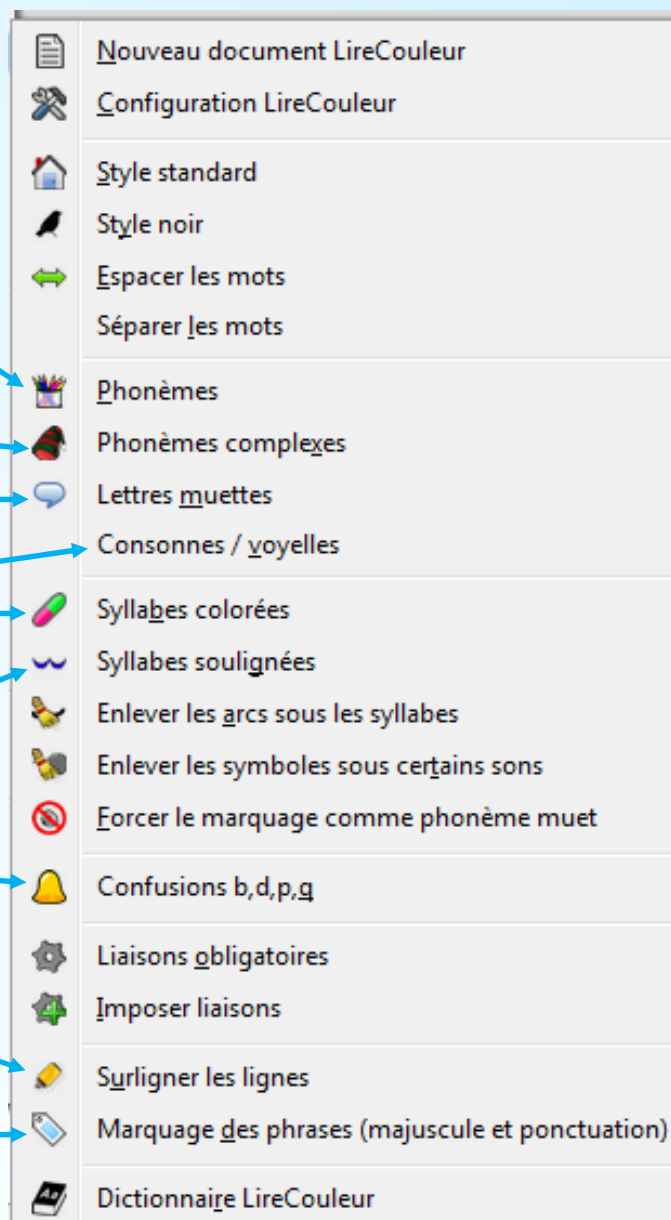 Nouveau document LireCouleur
Configuration LireCouleur
Style standard
Style noir
Espacer les mots
Séparer les mots
Phonèmes
Phonèmes complexes
Lettres muettes
Consonnes / voyelles
Syllabes colorées
Syllabes soulignées
Enlever les arcs sous les syllabes
Enlever les symboles sous certains sons
Forcer le marquage comme phonème muet
Confusions b,d,p,q
Liaisons obligatoires
Imposer liaisons
Surligner les lignes
Marquage des phrases (majuscule et ponctuation)
Dictionnaire LireCouleur